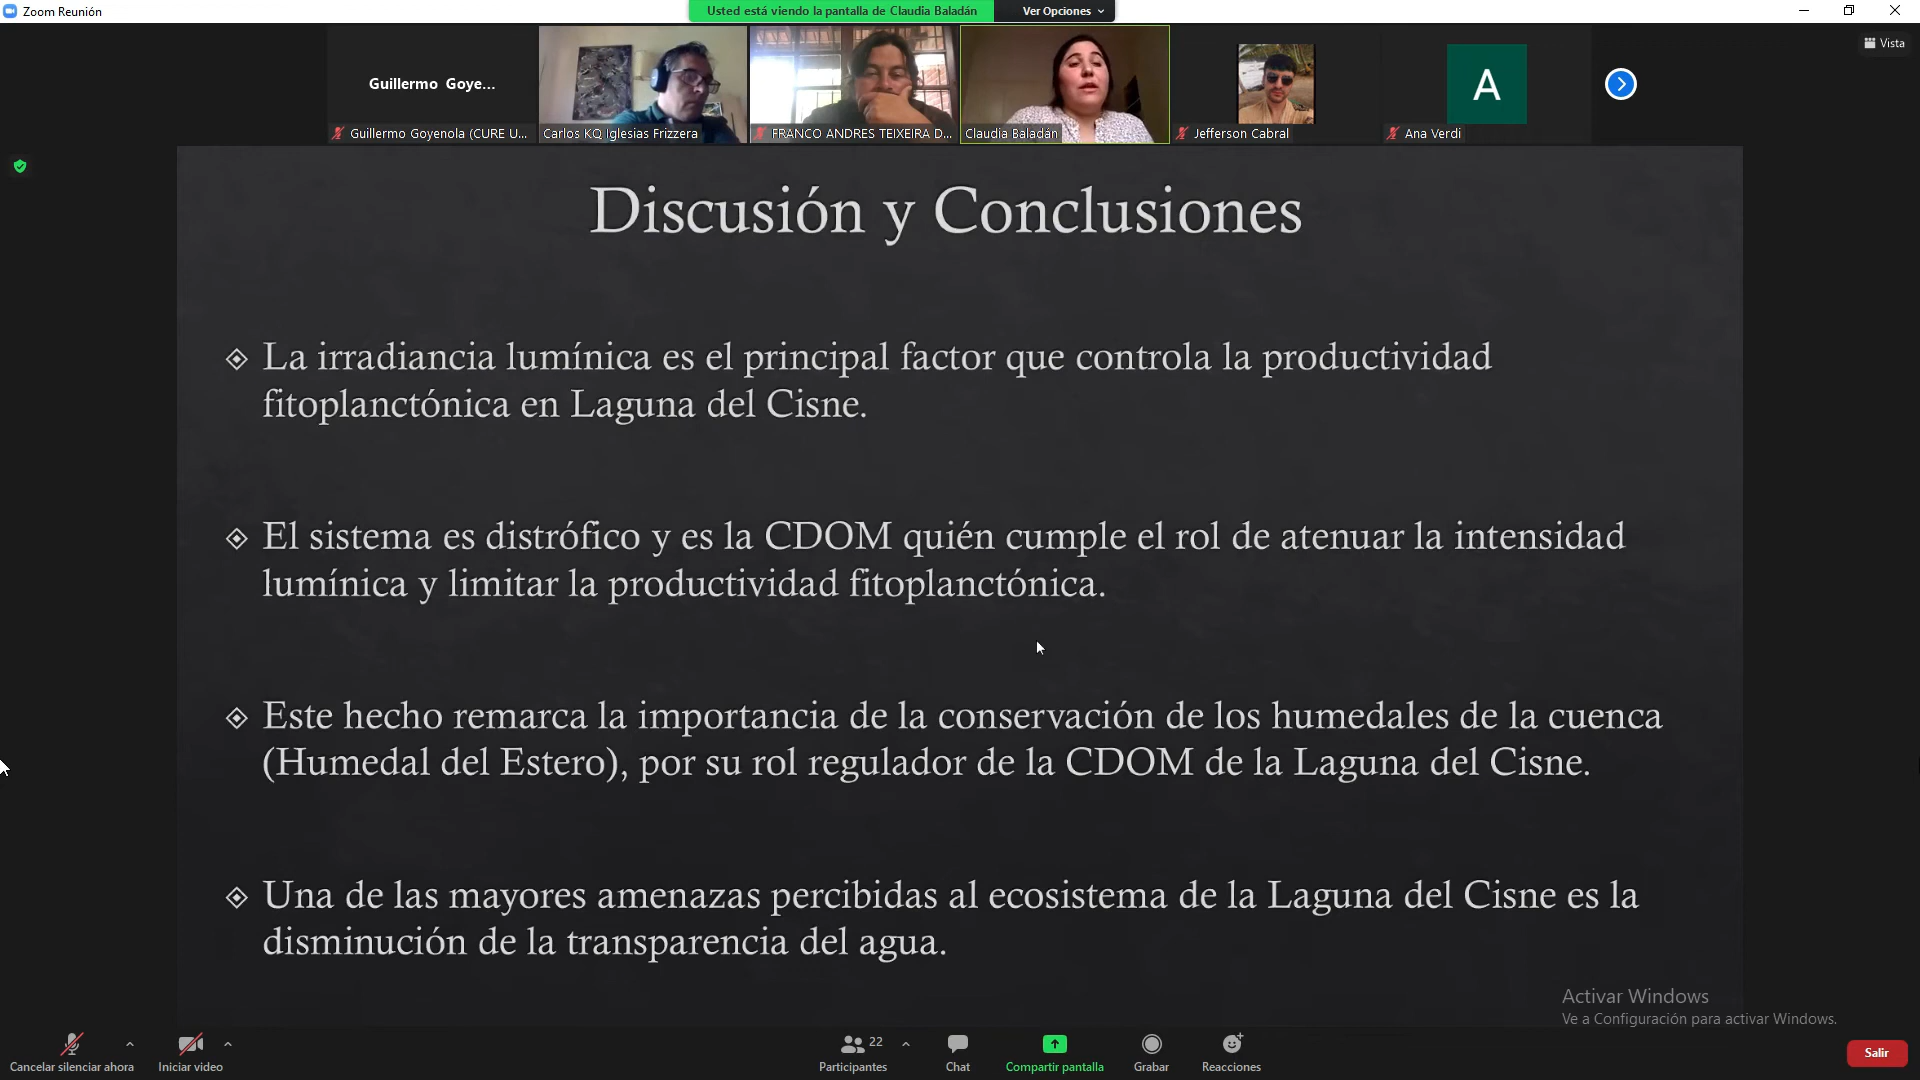 Zoom Reunión
Usted está viendo la pantalla de Claudia Baladán
Ver Opciones
Vista
Guillermo Goye...
A
Guillermo Goyenola (CURE U...
Carlos KQ Iglesias Frizzera
FRANCO ANDRES TEIXEIRA D...
Claudia Baladán
Jefferson Cabral
Ana Verdi
Discusión y Conclusiones
La irradiancia lumínica es el principal factor que controla la productividad
fitoplanctónica en Laguna del Cisne.
El sistema es distrófico y es la CDOM quién cumple el rol de atenuar la intensidad
lumínica y limitar la productividad fitoplanctónica.
Este hecho remarca la importancia de la conservación de los humedales de la cuenca
(Humedal del Estero), por su rol regulador de la CDOM de la Laguna del Cisne.
Una de las mayores amenazas percibidas al ecosistema de la Laguna del Cisne es la
disminución de la transparencia del agua.
Activar Windows
Ve a Configuración para activar Windows.
Cancelar silenciar ahora
Iniciar video
22
Participantes
Chat
Compartir pantalla
Grabar
Reacciones
Salir